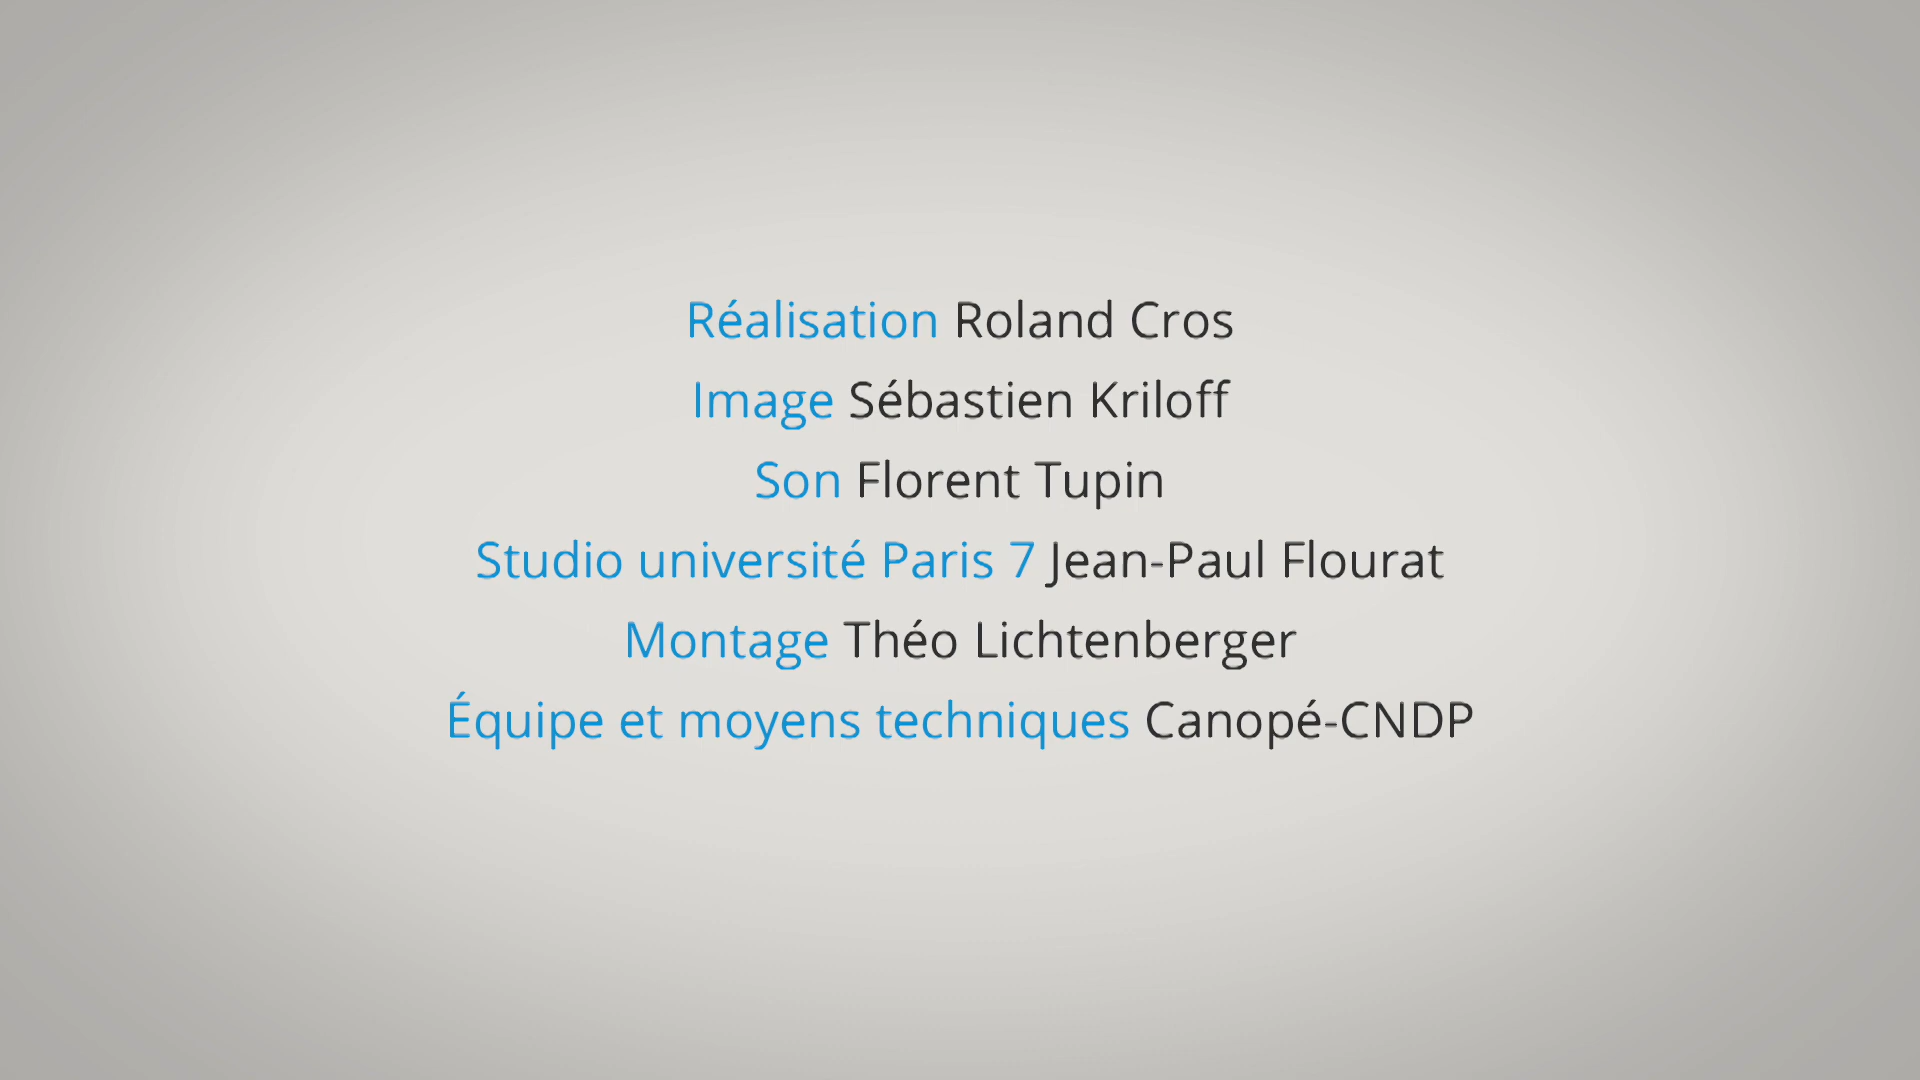 Réalisation Roland Cros
Image Sébastien Kriloff
Son Florent Tupin
Studio université Paris 7 Jean-Paul Flourat
Montage Théo Lichtenberger
Équipe et moyens techniques Canopé-CNDP